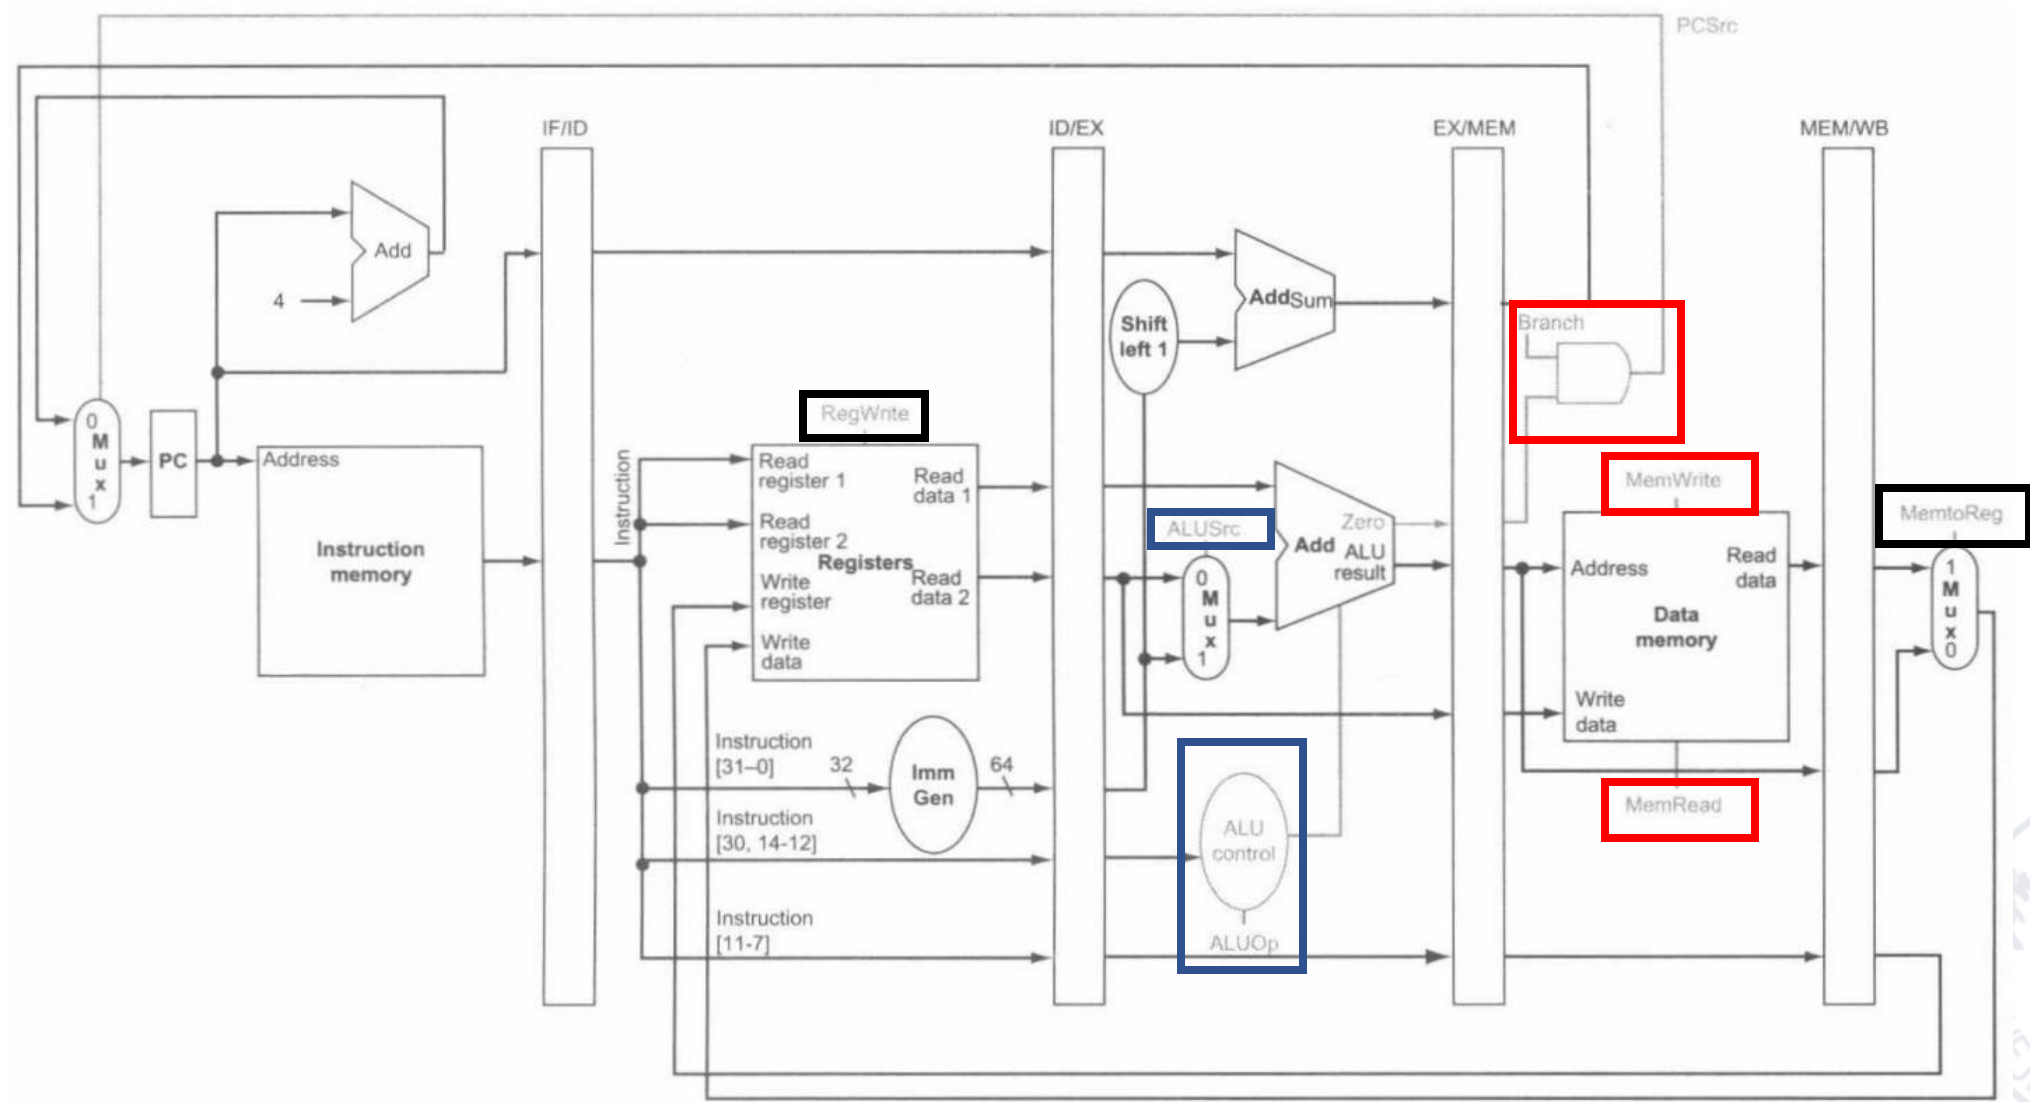 PCSrc
IF/ID
ID/EX
EX/MEM
MEM/WB
Add
4
Add Sum
Shift
left 1
Branch
RegWrite
0
M
u
x
1
PC
Address
Instruction
memory
Instruction
Read
register 1
Read
data 1
Read
register 2
Registers
Write
register
Read
data 2
Write
data
ALUSrc
Zero
Add
ALU
result
0
M
u
x
1
MemWrite
Address
Read
data
Data
memory
Write
data
MemRead
MemtoReg
1
M
u
x
0
Instruction
[31–0]
32
Imm
Gen
64
Instruction
[30, 14-12]
ALU
control
Instruction
[11-7]
ALUOp